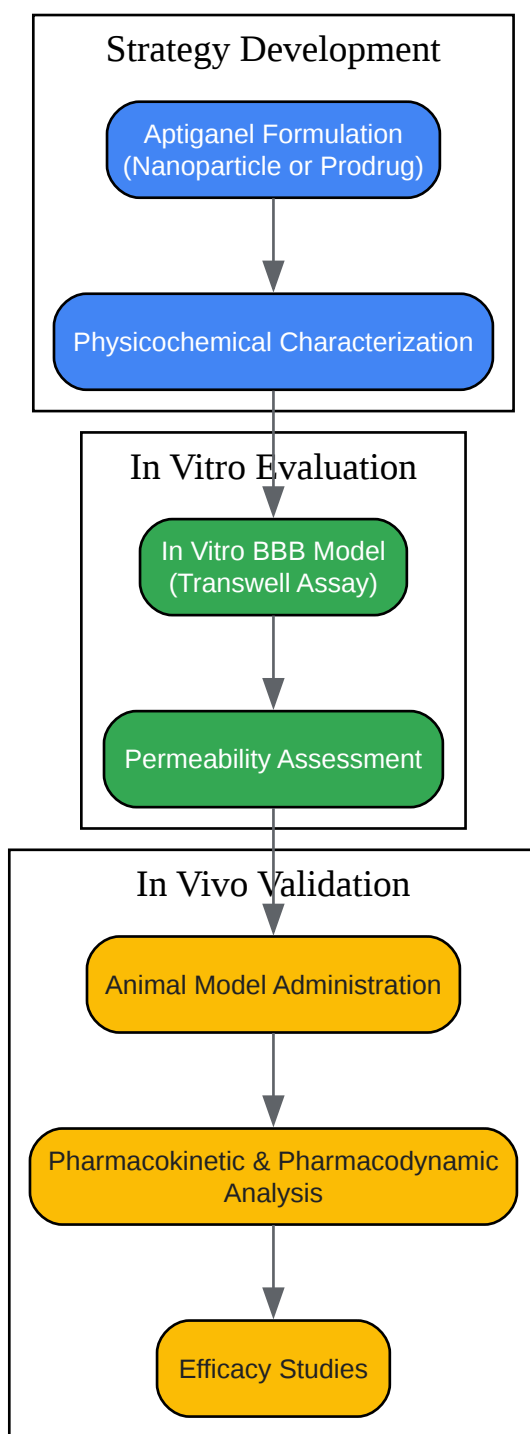 Strategy Development
Aptiganel Formulation
(Nanoparticle or Prodrug)
Physicochemical Characterization
In Vitro Evaluation
In Vitro BBB Model
(Transwell Assay)
Permeability Assessment
In Vivo Validation
Animal Model Administration
Pharmacokinetic & Pharmacodynamic
Analysis
Efficacy Studies